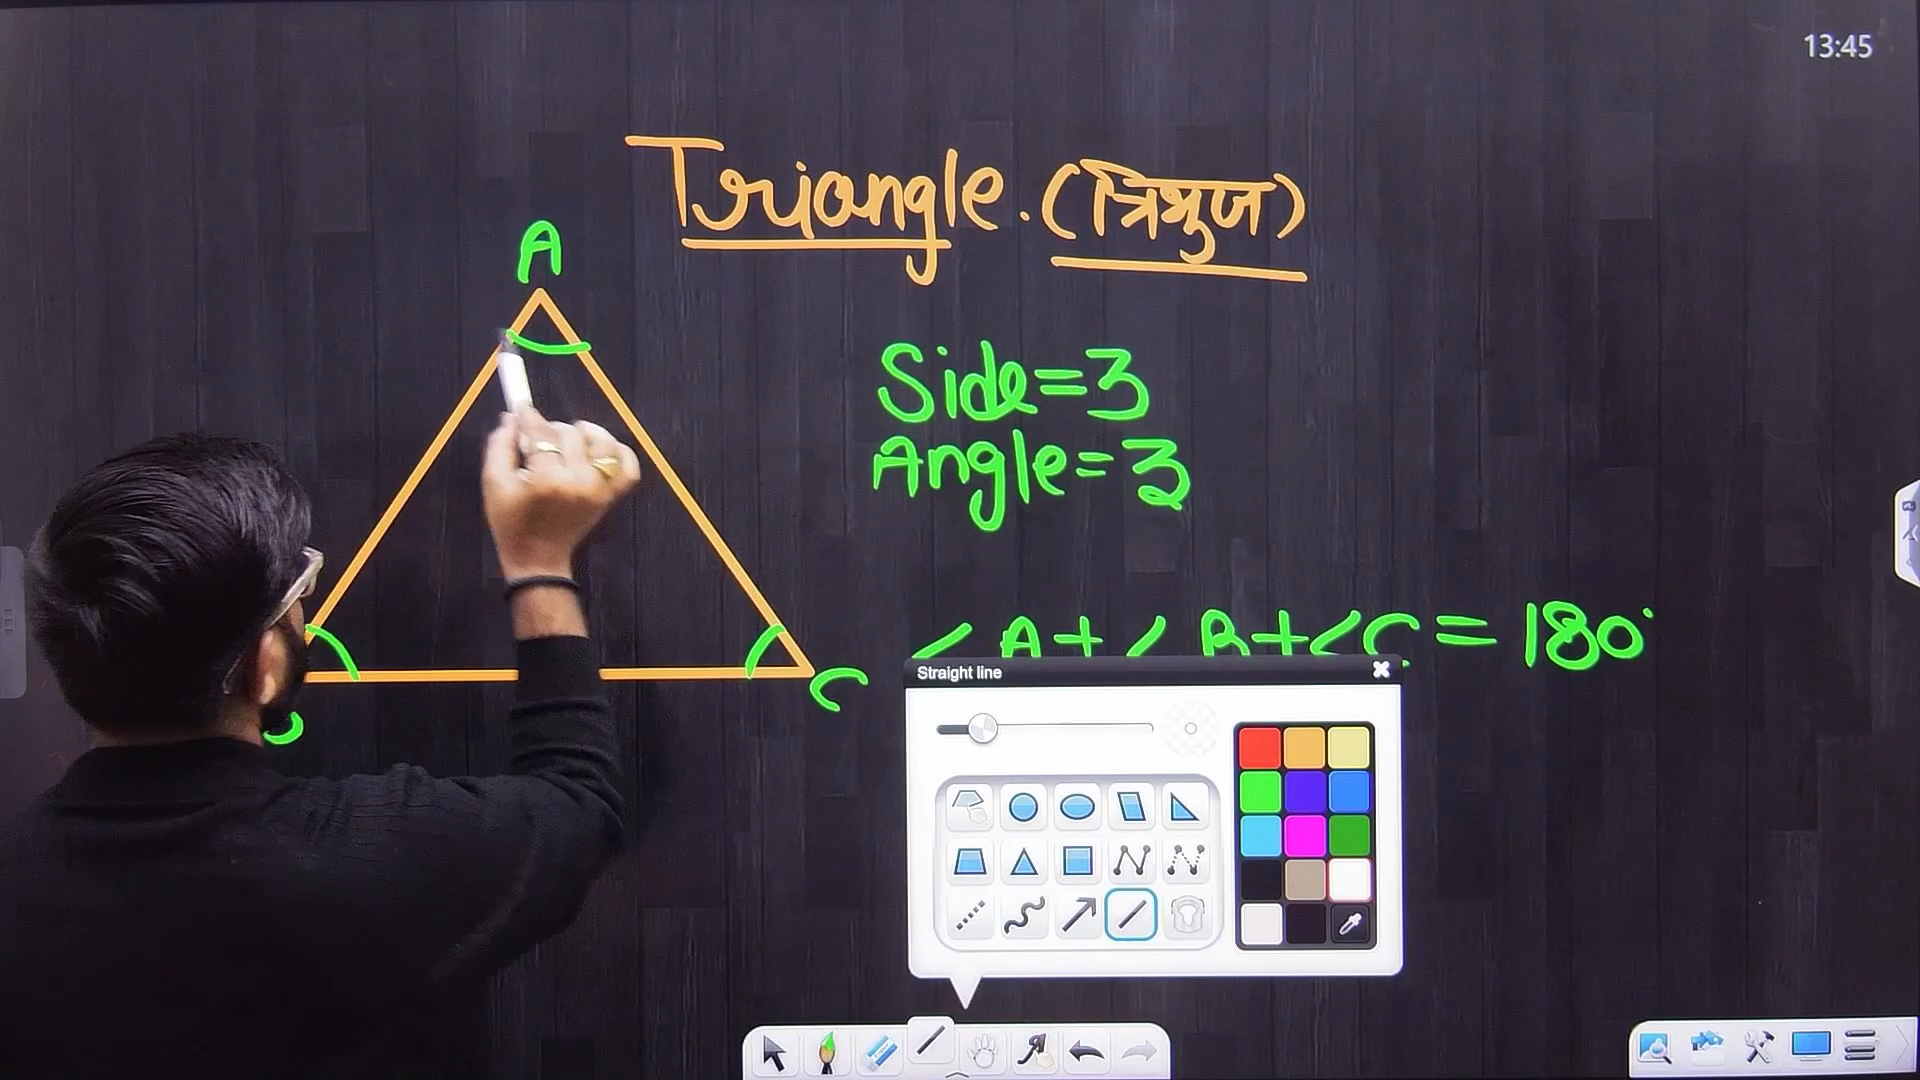 13:45
Triangle. (त्रिभुज)
A
Side=3
Angle=3
∠A+∠B+∠C=180°
C
Straight line